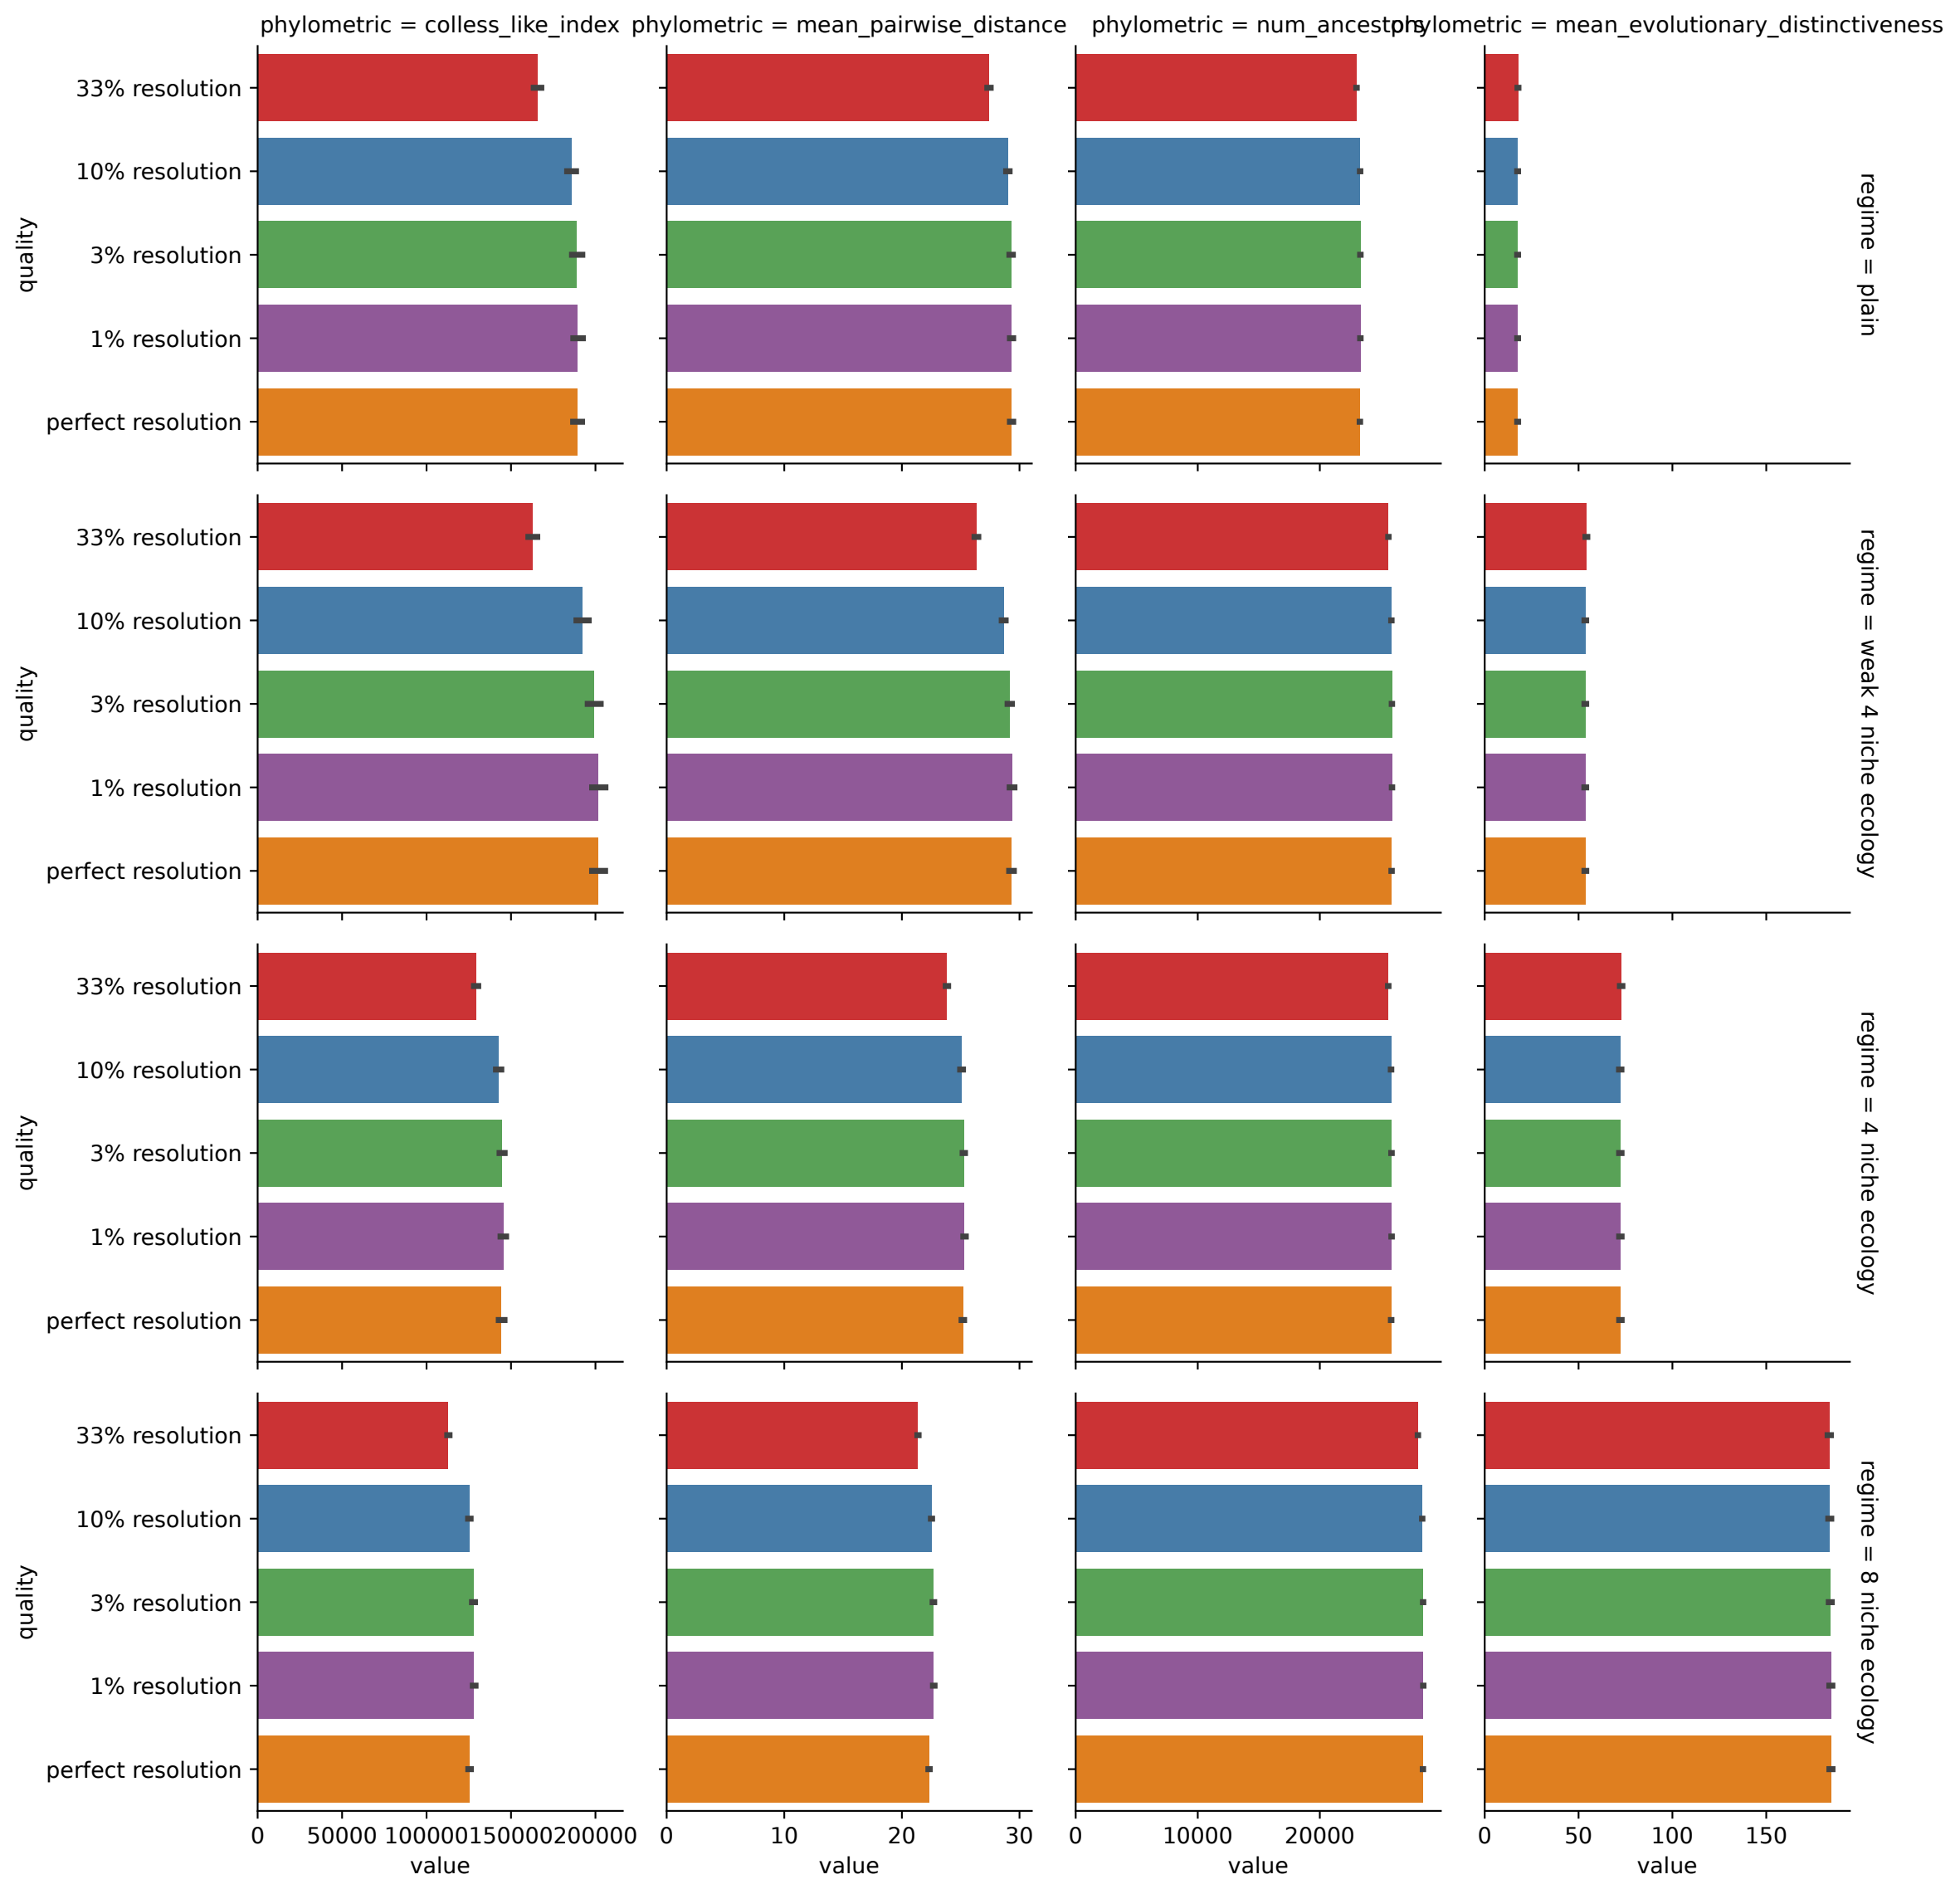 phylometric = colless_like_index
phylometric = mean_pairwise_distance
phylometric = num_ancestors
phylometric = mean_evolutionary_distinctiveness
quality
33% resolution
10% resolution
3% resolution
1% resolution
perfect resolution
regime = plain
quality
33% resolution
10% resolution
3% resolution
1% resolution
perfect resolution
regime = weak 4 niche ecology
quality
33% resolution
10% resolution
3% resolution
1% resolution
perfect resolution
regime = 4 niche ecology
quality
33% resolution
10% resolution
3% resolution
1% resolution
perfect resolution
regime = 8 niche ecology
0 50000 100000 150000 200000
0 10 20 30
0 10000 20000
0 50 100 150
value
value
value
value